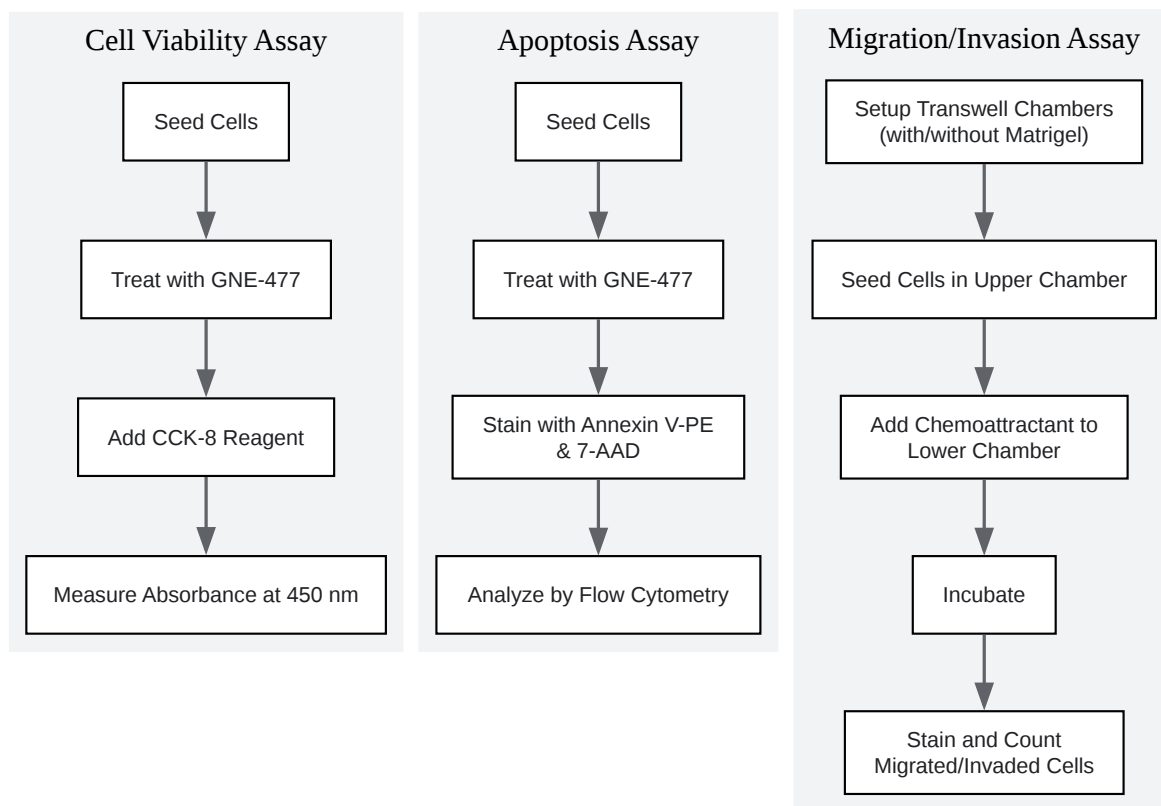 Cell Viability Assay
Seed Cells
Treat with GNE-477
Add CCK-8 Reagent
Measure Absorbance at 450 nm
Apoptosis Assay
Seed Cells
Treat with GNE-477
Stain with Annexin V-PE
& 7-AAD
Analyze by Flow Cytometry
Migration/Invasion Assay
Setup Transwell Chambers
(with/without Matrigel)
Seed Cells in Upper Chamber
Add Chemoattractant to
Lower Chamber
Incubate
Stain and Count
Migrated/Invaded Cells